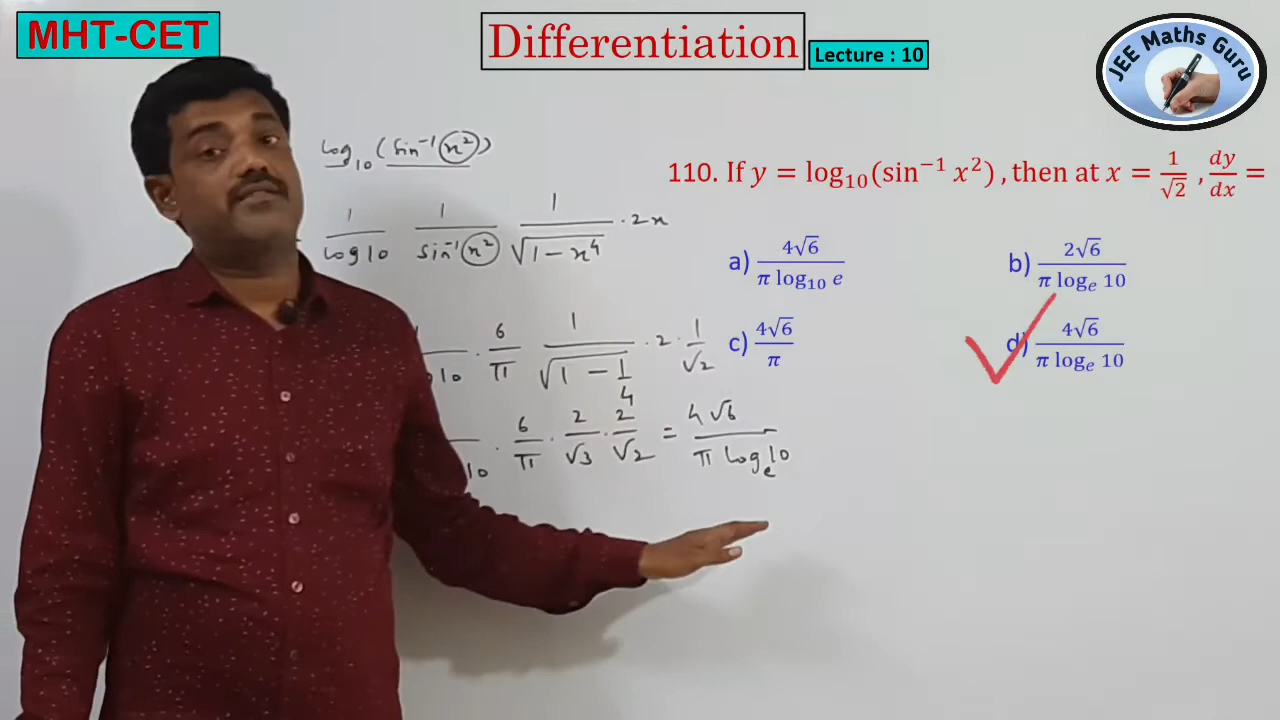 MHT-CET
Differentiation
Lecture : 10
JEE Maths Guru
log₁₀ (sin⁻¹(x²))
1/log10 1/sin⁻¹(x²) 1/√(1 − x⁴) · 2x
· 6/π 1/√(1 − 1/4) · 2 · 1/√2
· 6/π · 2/√3 · 2/√2 = 4√6/(π logₑ10)
110. If y = log₁₀(sin⁻¹ x²) , then at x = 1/√2 , dy/dx =
a) 4√6/(π log₁₀ e)
b) 2√6/(π logₑ 10)
c) 4√6/π
d) 4√6/(π logₑ 10)